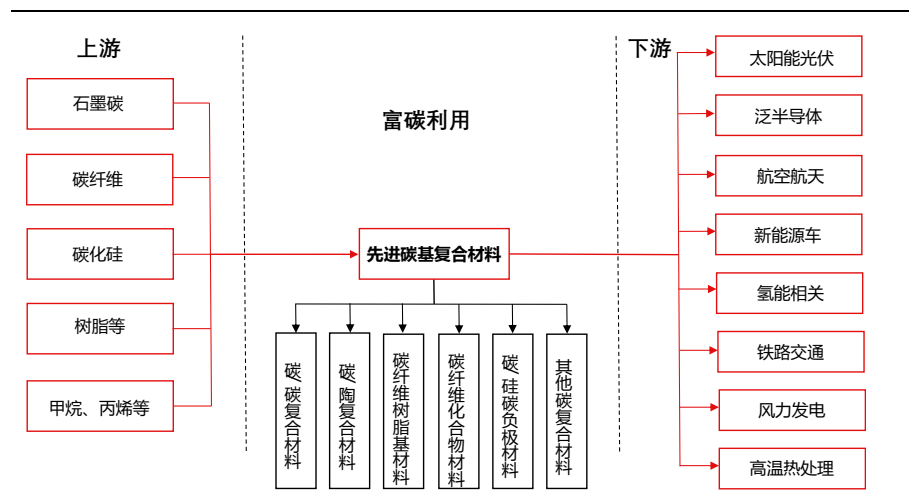 上游
石墨碳
碳纤维
碳化硅
树脂等
甲烷、丙烯等
富碳利用
先进碳基复合材料
碳/碳复合材料
碳/陶复合材料
碳纤维树脂基材料
碳纤维化合物材料
碳/硅碳负极材料
其他碳复合材料
下游
太阳能光伏
泛半导体
航空航天
新能源车
氢能相关
铁路交通
风力发电
高温热处理